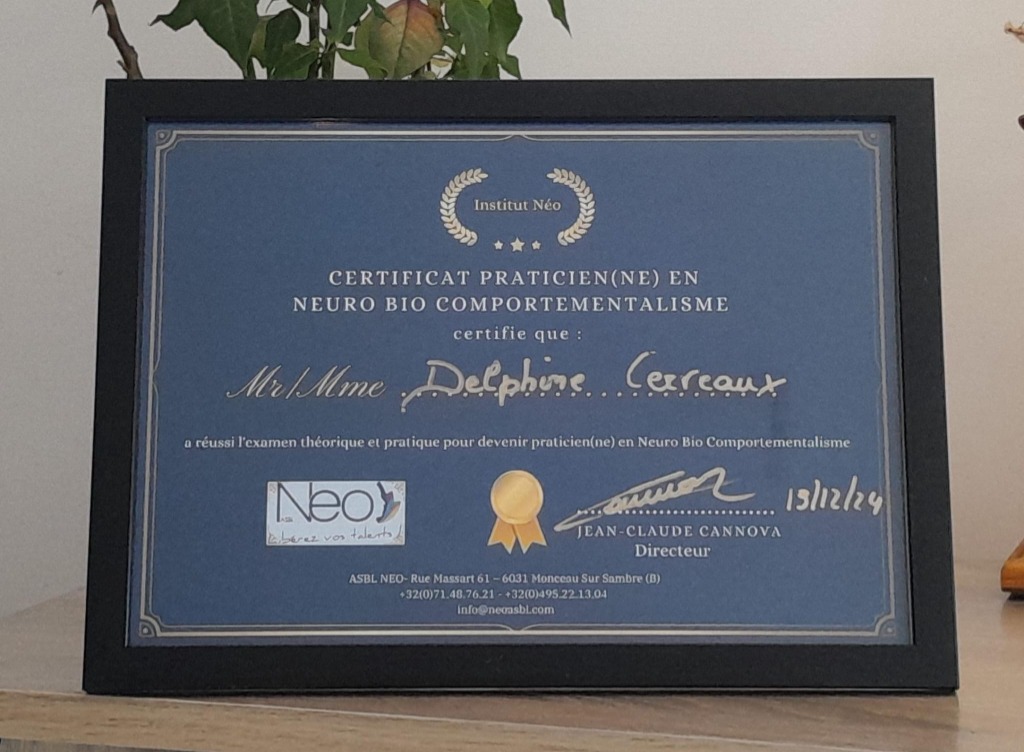 Institut Néo
CERTIFICAT PRATICIEN(NE) EN
NEURO BIO COMPORTEMENTALISME
certifie que :
Mr/Mme Delphine Cerreaux
a réussi l'examen théorique et pratique pour devenir praticien(ne) en Neuro Bio Comportementalisme
Neo
ASBL
Libérez vos talents !
13/12/24
JEAN-CLAUDE CANNOVA
Directeur
ASBL NEO- Rue Massart 61 – 6031 Monceau Sur Sambre (B)
+32(0)71.48.76.21 - +32(0)495.22.13.04
info@neoasbl.com